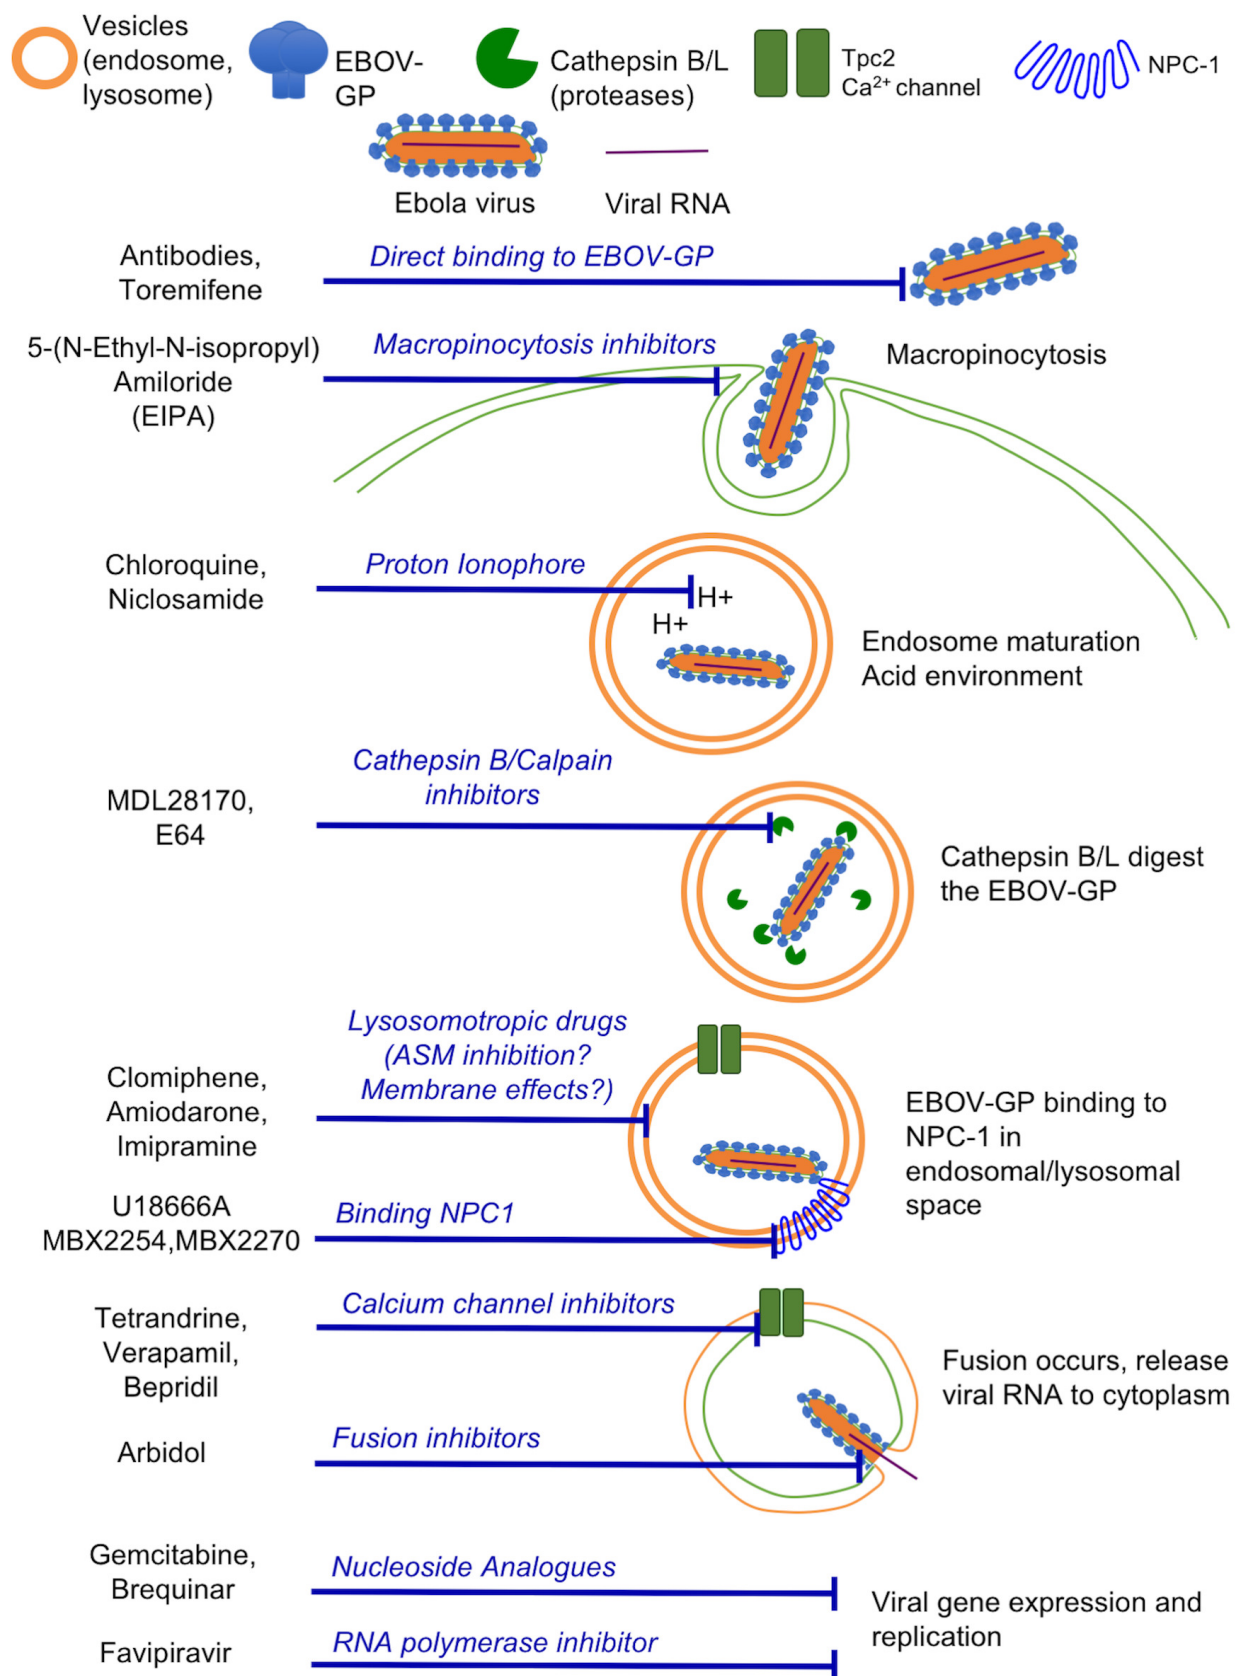 Vesicles
(endosome,
lysosome)
EBOV-
GP
Cathepsin B/L
(proteases)
Tpc2
Ca²⁺ channel
NPC-1
Ebola virus
Viral RNA
Antibodies,
Toremifene
Direct binding to EBOV-GP
5-(N-Ethyl-N-isopropyl)
Amiloride
(EIPA)
Macropinocytosis inhibitors
Macropinocytosis
Chloroquine,
Niclosamide
Proton Ionophore
H+
H+
Endosome maturation
Acid environment
MDL28170,
E64
Cathepsin B/Calpain
inhibitors
Cathepsin B/L digest
the EBOV-GP
Clomiphene,
Amiodarone,
Imipramine
Lysosomotropic drugs
(ASM inhibition?
Membrane effects?)
EBOV-GP binding to
NPC-1 in
endosomal/lysosomal
space
U18666A
MBX2254,MBX2270
Binding NPC1
Tetrandrine,
Verapamil,
Bepridil
Calcium channel inhibitors
Fusion occurs, release
viral RNA to cytoplasm
Arbidol
Fusion inhibitors
Gemcitabine,
Brequinar
Nucleoside Analogues
Viral gene expression and
replication
Favipiravir
RNA polymerase inhibitor